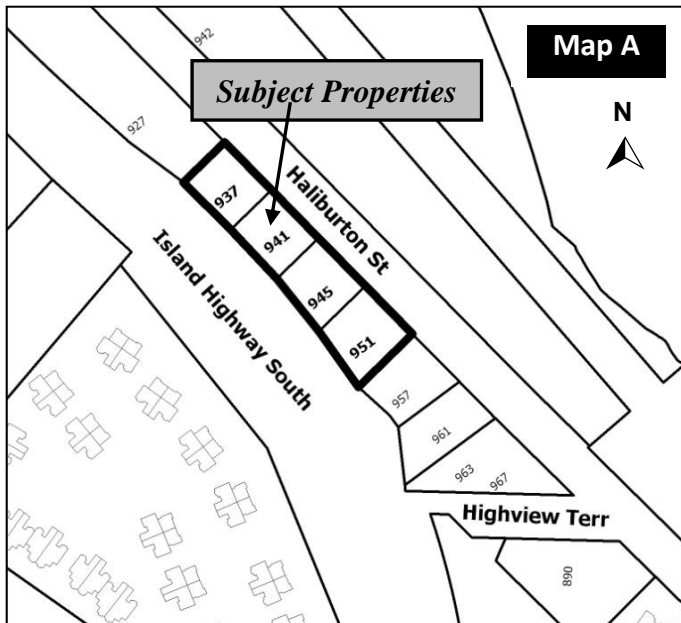 942
Map A
Subject Properties
N
927
937
Haliburton St
941
Island Highway South
945
951
957
961
963
967
Highview Terr
890